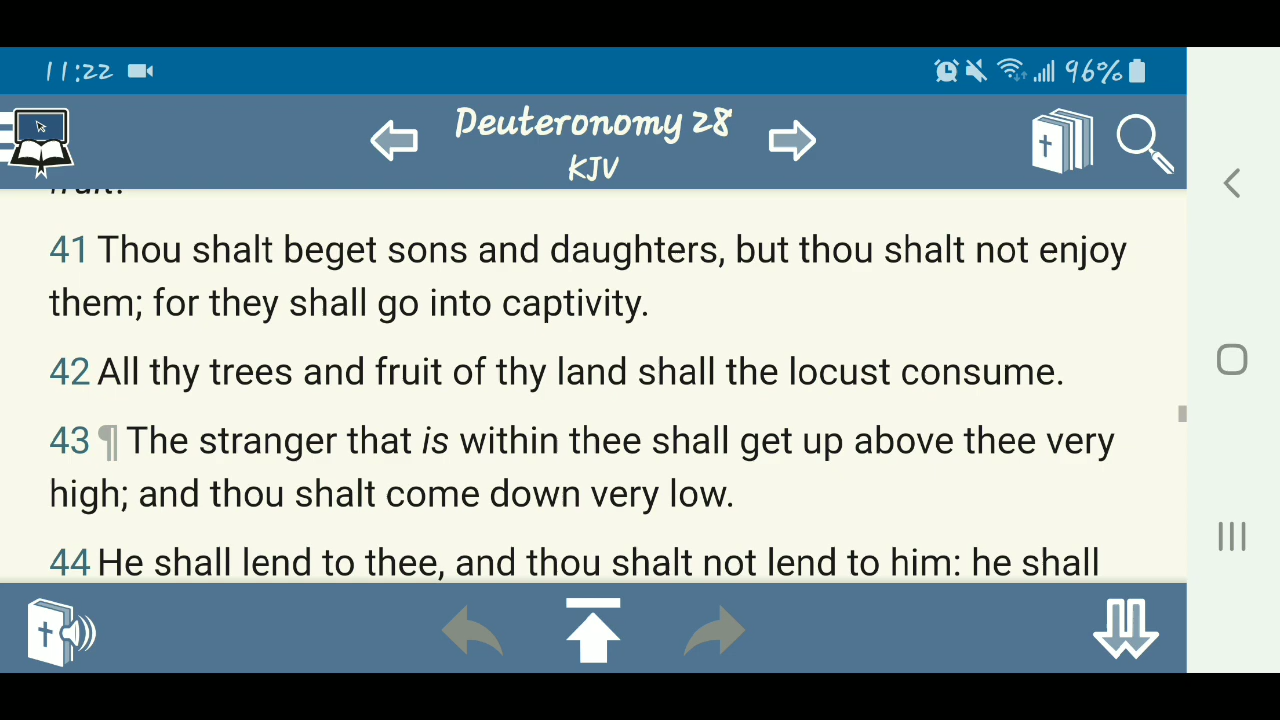 11:22
96%
Deuteronomy 28
KJV
fruit.
41 Thou shalt beget sons and daughters, but thou shalt not enjoy
them; for they shall go into captivity.
42 All thy trees and fruit of thy land shall the locust consume.
43 ¶ The stranger that is within thee shall get up above thee very
high; and thou shalt come down very low.
44 He shall lend to thee, and thou shalt not lend to him: he shall